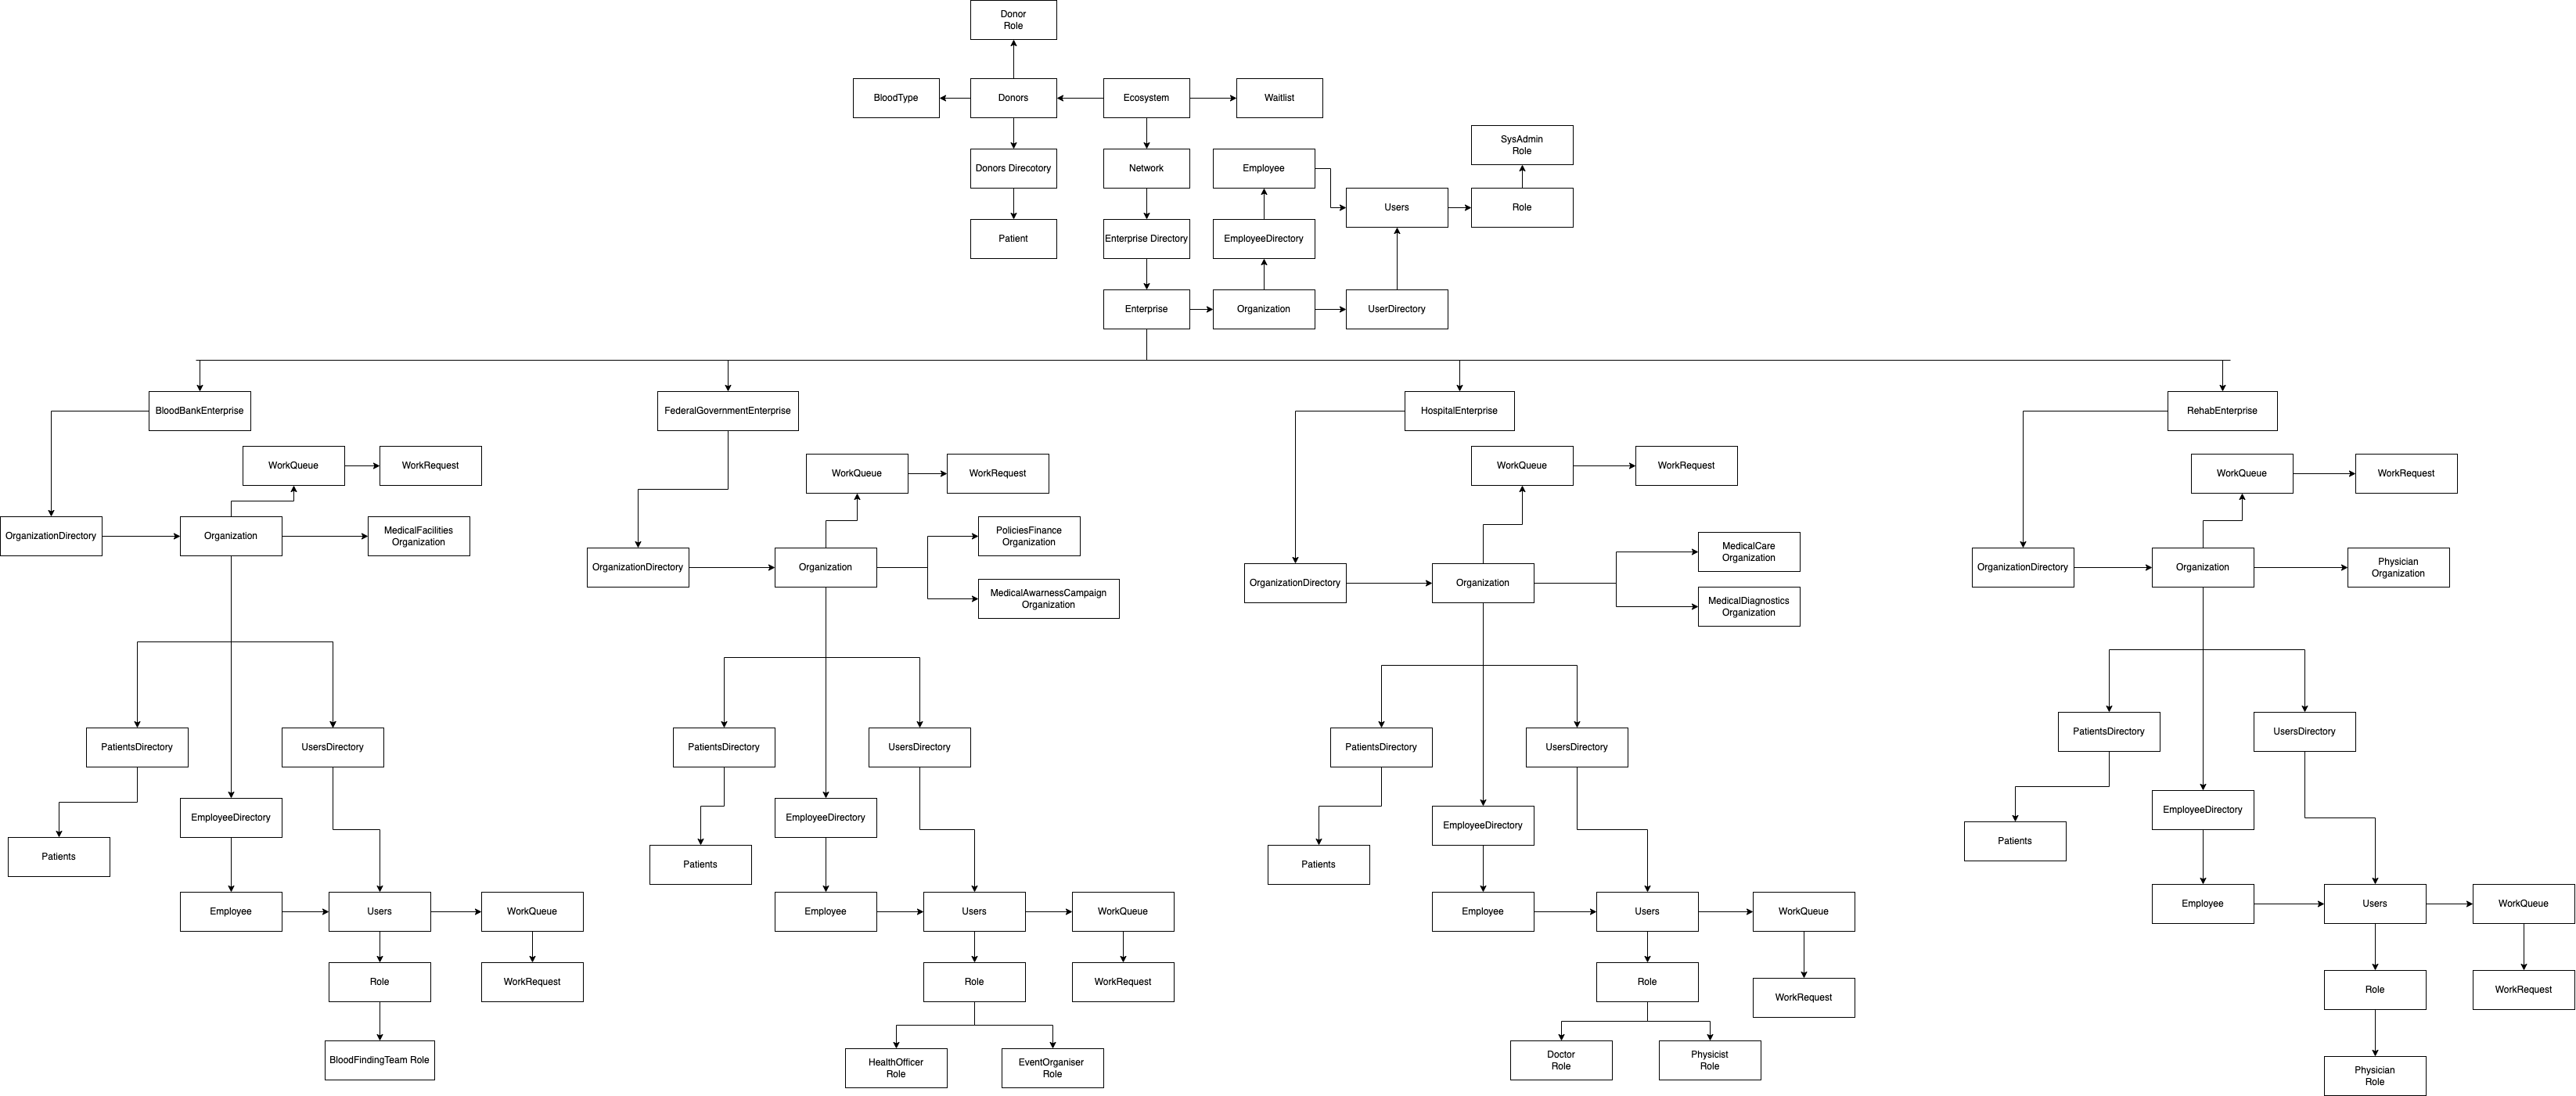 Donor
Role
BloodType
Donors
Ecosystem
Waitlist
SysAdmin
Role
Donors Direcotory
Network
Employee
Users
Role
Patient
Enterprise Directory
EmployeeDirectory
Enterprise
Organization
UserDirectory
BloodBankEnterprise
FederalGovernmentEnterprise
HospitalEnterprise
RehabEnterprise
WorkQueue
WorkRequest
OrganizationDirectory
Organization
MedicalFacilities
Organization
PatientsDirectory
UsersDirectory
EmployeeDirectory
Patients
Employee
Users
WorkQueue
Role
WorkRequest
BloodFindingTeam Role
WorkQueue
WorkRequest
PoliciesFinance
Organization
OrganizationDirectory
Organization
MedicalAwarnessCampaign
Organization
PatientsDirectory
UsersDirectory
EmployeeDirectory
Patients
Employee
Users
WorkQueue
Role
WorkRequest
HealthOfficer
Role
EventOrganiser
Role
WorkQueue
WorkRequest
MedicalCare
Organization
OrganizationDirectory
Organization
MedicalDiagnostics
Organization
PatientsDirectory
UsersDirectory
EmployeeDirectory
Patients
Employee
Users
WorkQueue
Role
WorkRequest
Doctor
Role
Physicist
Role
WorkQueue
WorkRequest
OrganizationDirectory
Organization
Physician
Organization
PatientsDirectory
UsersDirectory
EmployeeDirectory
Patients
Employee
Users
WorkQueue
Role
WorkRequest
Physician
Role